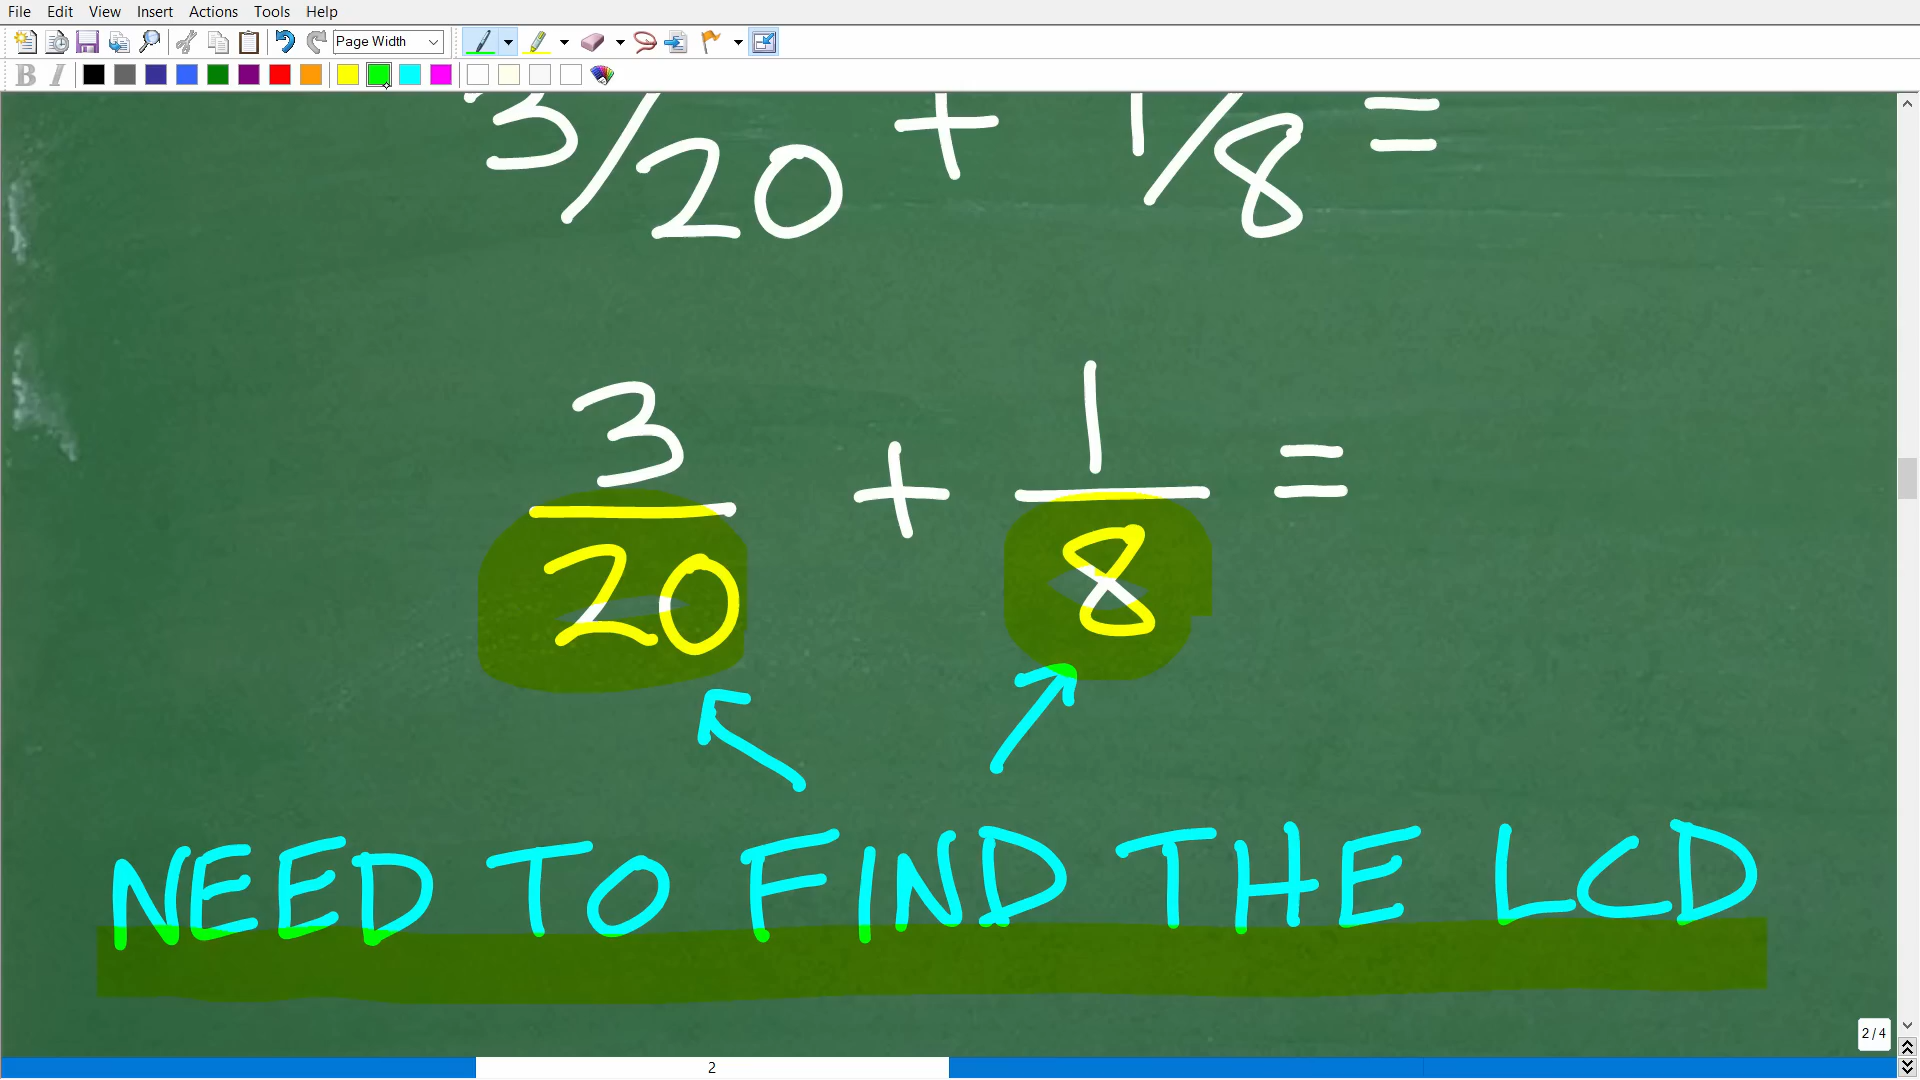 File Edit View Insert Actions Tools Help
Page Width
B I
3/20 + 1/8 =
3/20 + 1/8 =
NEED TO FIND THE LCD
2 / 4
2